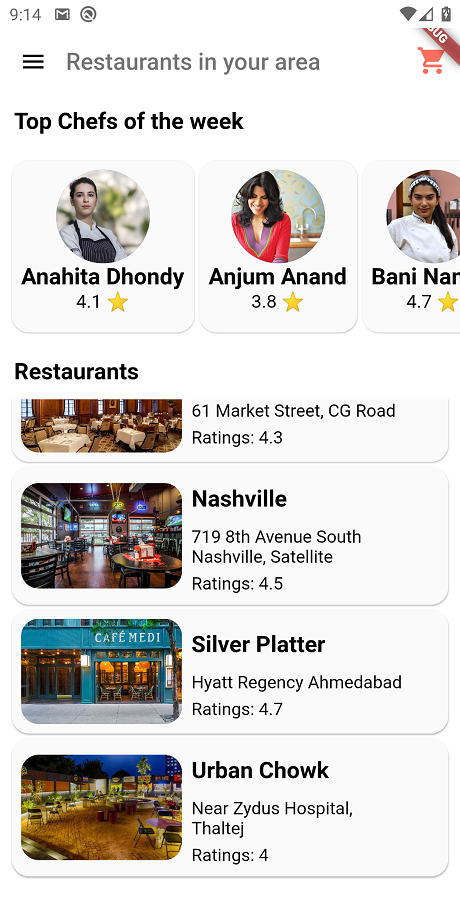 9:14
UG
Restaurants in your area
Top Chefs of the week
Anahita Dhondy
4.1
Anjum Anand
3.8
Bani Nan
4.7
Restaurants
61 Market Street, CG Road
Ratings: 4.3
Nashville
719 8th Avenue South
Nashville, Satellite
Ratings: 4.5
CAFÉ MEDI
Silver Platter
Hyatt Regency Ahmedabad
Ratings: 4.7
Urban Chowk
Near Zydus Hospital,
Thaltej
Ratings: 4